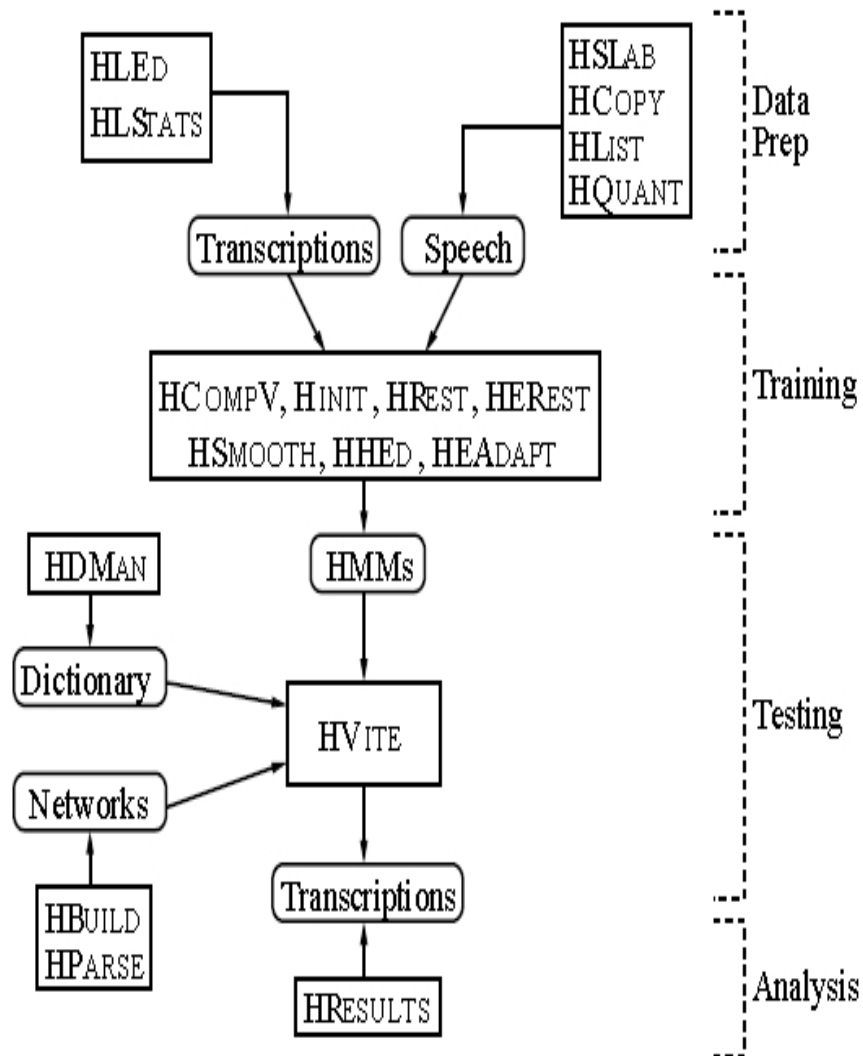 HLED
HLSTATS
HSLAB
HCOPY
HLIST
HQUANT
Data
Prep
Transcriptions
Speech
HCOMPV, HINIT, HREST, HEREST
HSMOOTH, HHED, HEADAPT
Training
HDMAN
HMMs
Dictionary
HVITE
Testing
Networks
Transcriptions
HBUILD
HPARSE
HRESULTS
Analysis